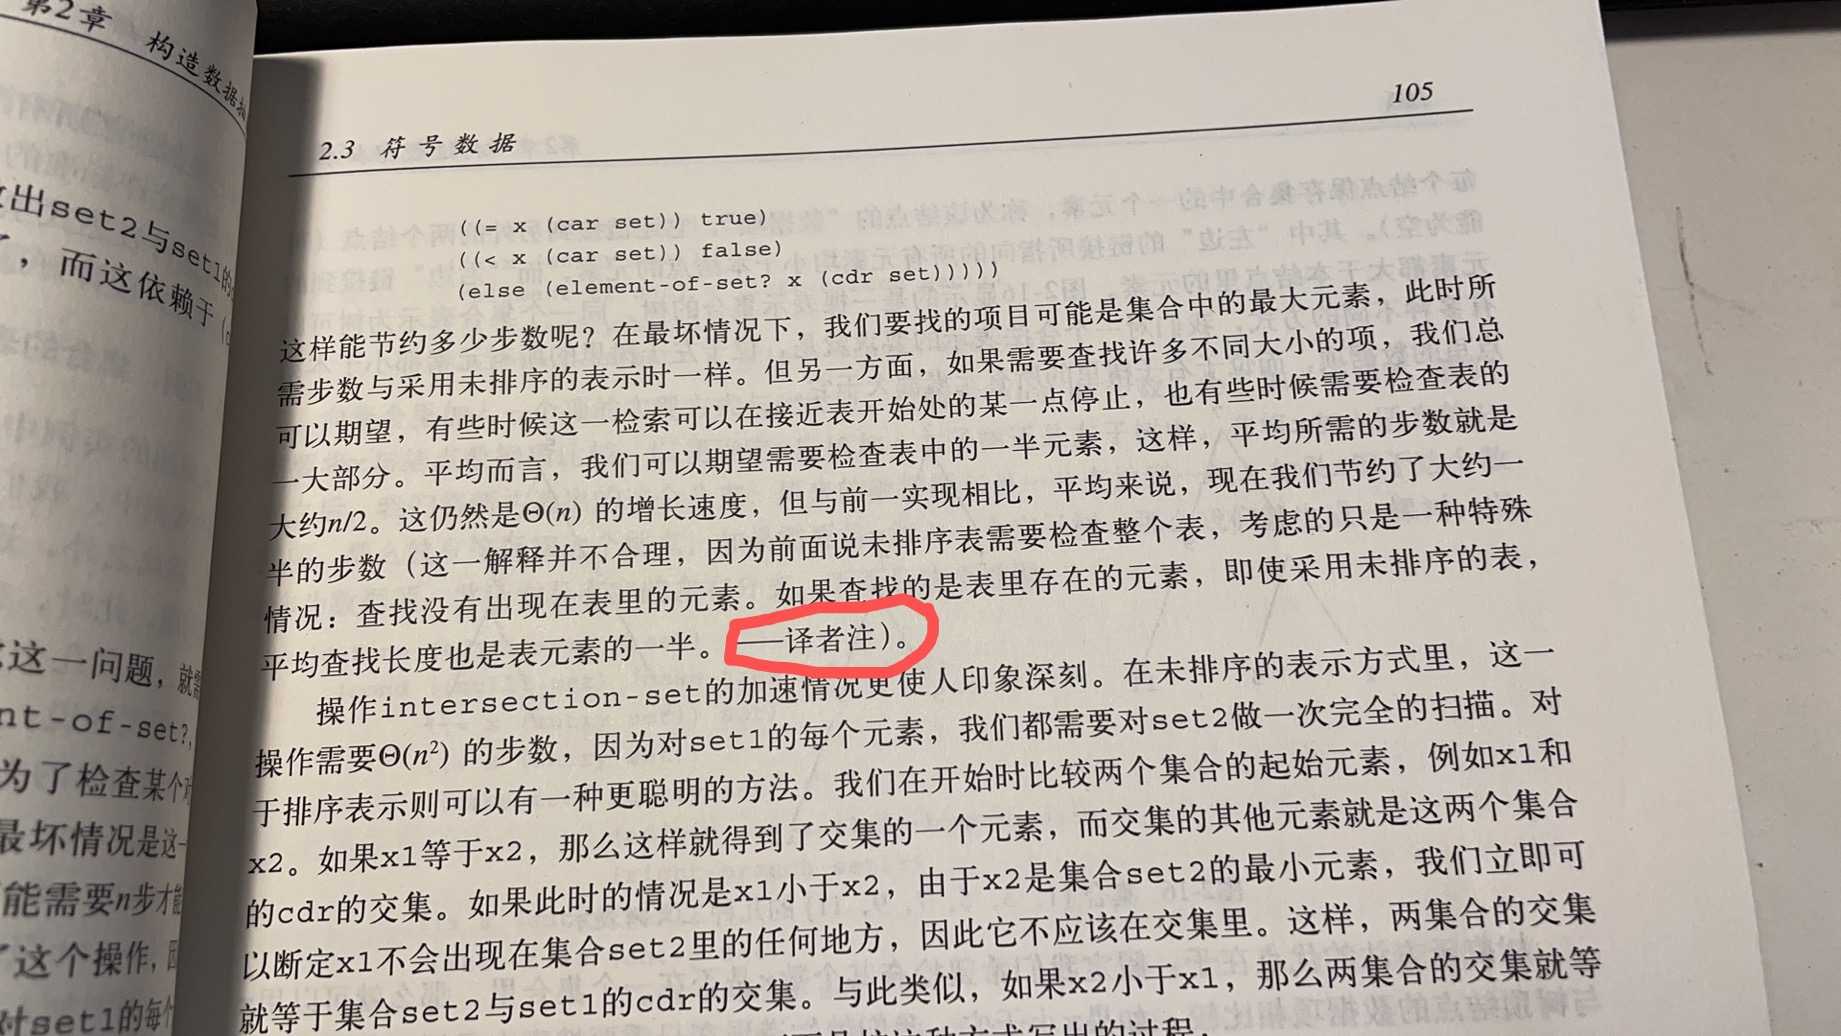 第2章 构造数据抽
出set2与set1的
，而这依赖于
这一问题，就需
ent-of-set?,
为了检查某个
最坏情况是这一
能需要n步才能
了这个操作，
对set1的每个
2.3 符号数据 105
((= x (car set)) true)
((< x (car set)) false)
(else (element-of-set? x (cdr set)))))
这样能节约多少步数呢？在最坏情况下，我们要找的项目可能是集合中的最大元素，此时所
需步数与采用未排序的表示时一样。但另一方面，如果需要查找许多不同大小的项，我们总
可以期望，有些时候这一检索可以在接近表开始处的某一点停止，也有些时候需要检查表的
一大部分。平均而言，我们可以期望需要检查表中的一半元素，这样，平均所需的步数就是
大约n/2。这仍然是Θ(n) 的增长速度，但与前一实现相比，平均来说，现在我们节约了大约一
半的步数（这一解释并不合理，因为前面说未排序表需要检查整个表，考虑的只是一种特殊
情况：查找没有出现在表里的元素。如果查找的是表里存在的元素，即使采用未排序的表，
平均查找长度也是表元素的一半。——译者注）。
操作intersection-set的加速情况更使人印象深刻。在未排序的表示方式里，这一
操作需要Θ(n²) 的步数，因为对set1的每个元素，我们都需要对set2做一次完全的扫描。对
于排序表示则可以有一种更聪明的方法。我们在开始时比较两个集合的起始元素，例如x1和
x2。如果x1等于x2，那么这样就得到了交集的一个元素，而交集的其他元素就是这两个集合
的cdr的交集。如果此时的情况是x1小于x2，由于x2是集合set2的最小元素，我们立即可
以断定x1不会出现在集合set2里的任何地方，因此它不应该在交集里。这样，两集合的交集
就等于集合set2与set1的cdr的交集。与此类似，如果x2小于x1，那么两集合的交集就等
方式写出的过程：